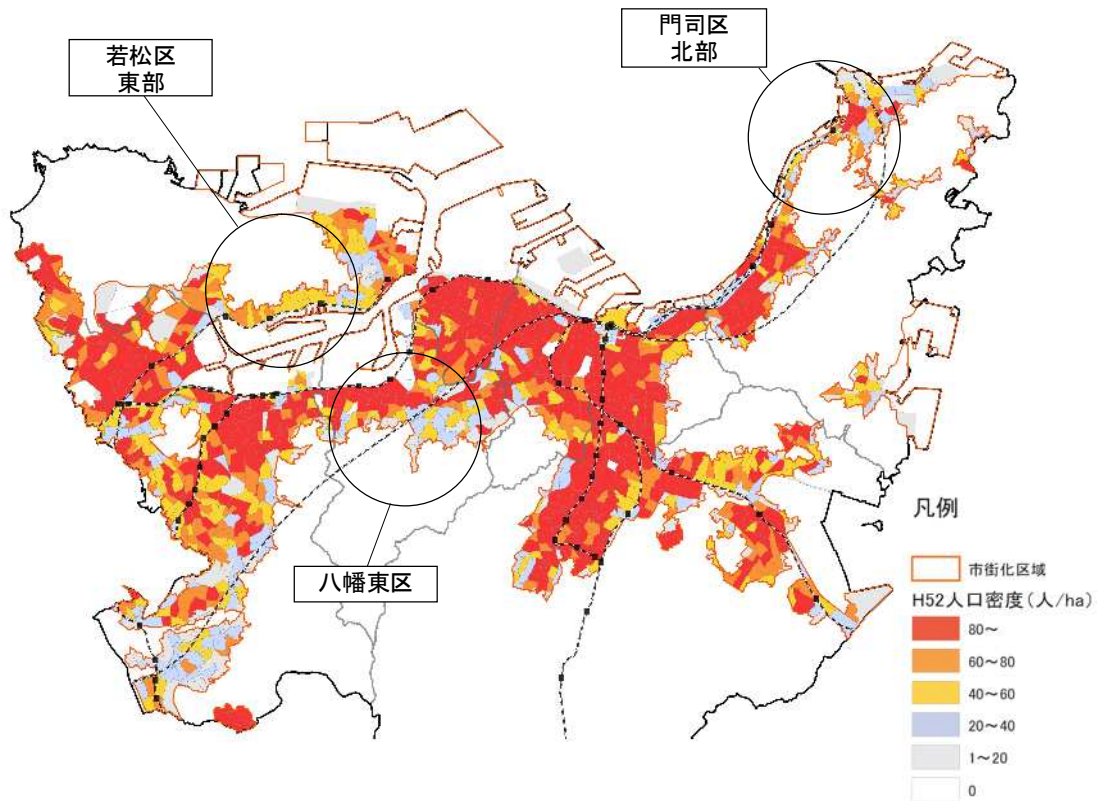 若松区
東部
門司区
北部
八幡東区
凡例
市街化区域
H52人口密度(人/ha)
80～
60～80
40～60
20～40
1～20
0